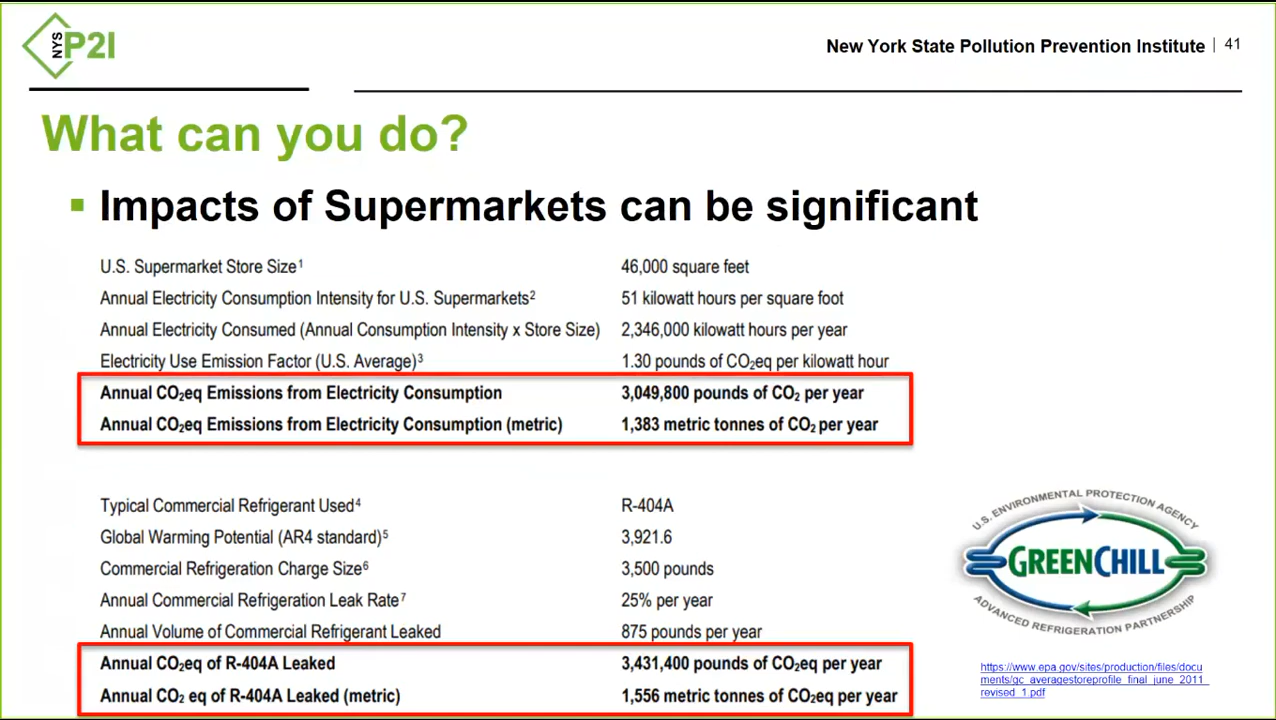 NYS P2I
New York State Pollution Prevention Institute | 41
What can you do?
▪ Impacts of Supermarkets can be significant
U.S. Supermarket Store Size¹ 46,000 square feet
Annual Electricity Consumption Intensity for U.S. Supermarkets² 51 kilowatt hours per square foot
Annual Electricity Consumed (Annual Consumption Intensity x Store Size) 2,346,000 kilowatt hours per year
Electricity Use Emission Factor (U.S. Average)³ 1.30 pounds of CO₂eq per kilowatt hour
Annual CO₂eq Emissions from Electricity Consumption 3,049,800 pounds of CO₂ per year
Annual CO₂eq Emissions from Electricity Consumption (metric) 1,383 metric tonnes of CO₂ per year
Typical Commercial Refrigerant Used⁴ R-404A
Global Warming Potential (AR4 standard)⁵ 3,921.6
Commercial Refrigeration Charge Size⁶ 3,500 pounds
Annual Commercial Refrigeration Leak Rate⁷ 25% per year
Annual Volume of Commercial Refrigerant Leaked 875 pounds per year
Annual CO₂eq of R-404A Leaked 3,431,400 pounds of CO₂eq per year
Annual CO₂ eq of R-404A Leaked (metric) 1,556 metric tonnes of CO₂eq per year
U.S. ENVIRONMENTAL PROTECTION AGENCY
GREENCHILL
ADVANCED REFRIGERATION PARTNERSHIP
https://www.epa.gov/sites/production/files/docu
ments/gc_averagestoreprofile_final_june_2011_
revised_1.pdf